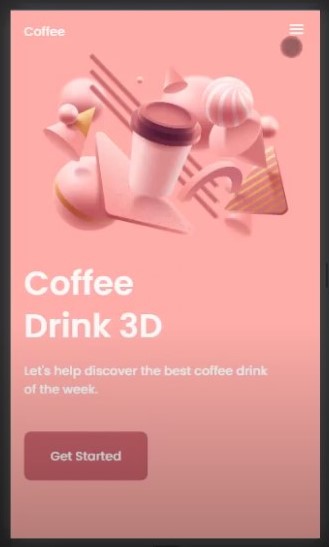 Coffee
Coffee
Drink 3D
Let's help discover the best coffee drink
of the week.
Get Started